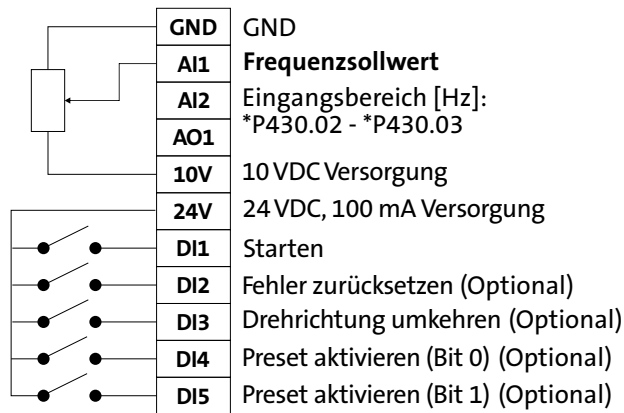 GND GND
AI1 Frequenzsollwert
AI2 Eingangsbereich [Hz]:
*P430.02 - *P430.03
AO1
10V 10 VDC Versorgung
24V 24 VDC, 100 mA Versorgung
DI1 Starten
DI2 Fehler zurücksetzen (Optional)
DI3 Drehrichtung umkehren (Optional)
DI4 Preset aktivieren (Bit 0) (Optional)
DI5 Preset aktivieren (Bit 1) (Optional)